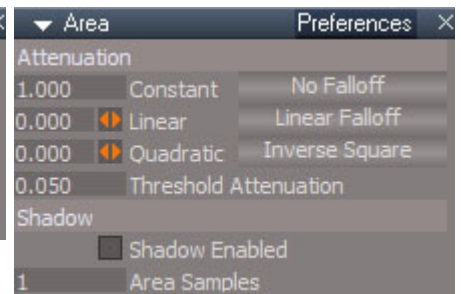 Area Preferences
Attenuation
1.000 Constant No Falloff
0.000 Linear Linear Falloff
0.000 Quadratic Inverse Square
0.050 Threshold Attenuation
Shadow
Shadow Enabled
1 Area Samples